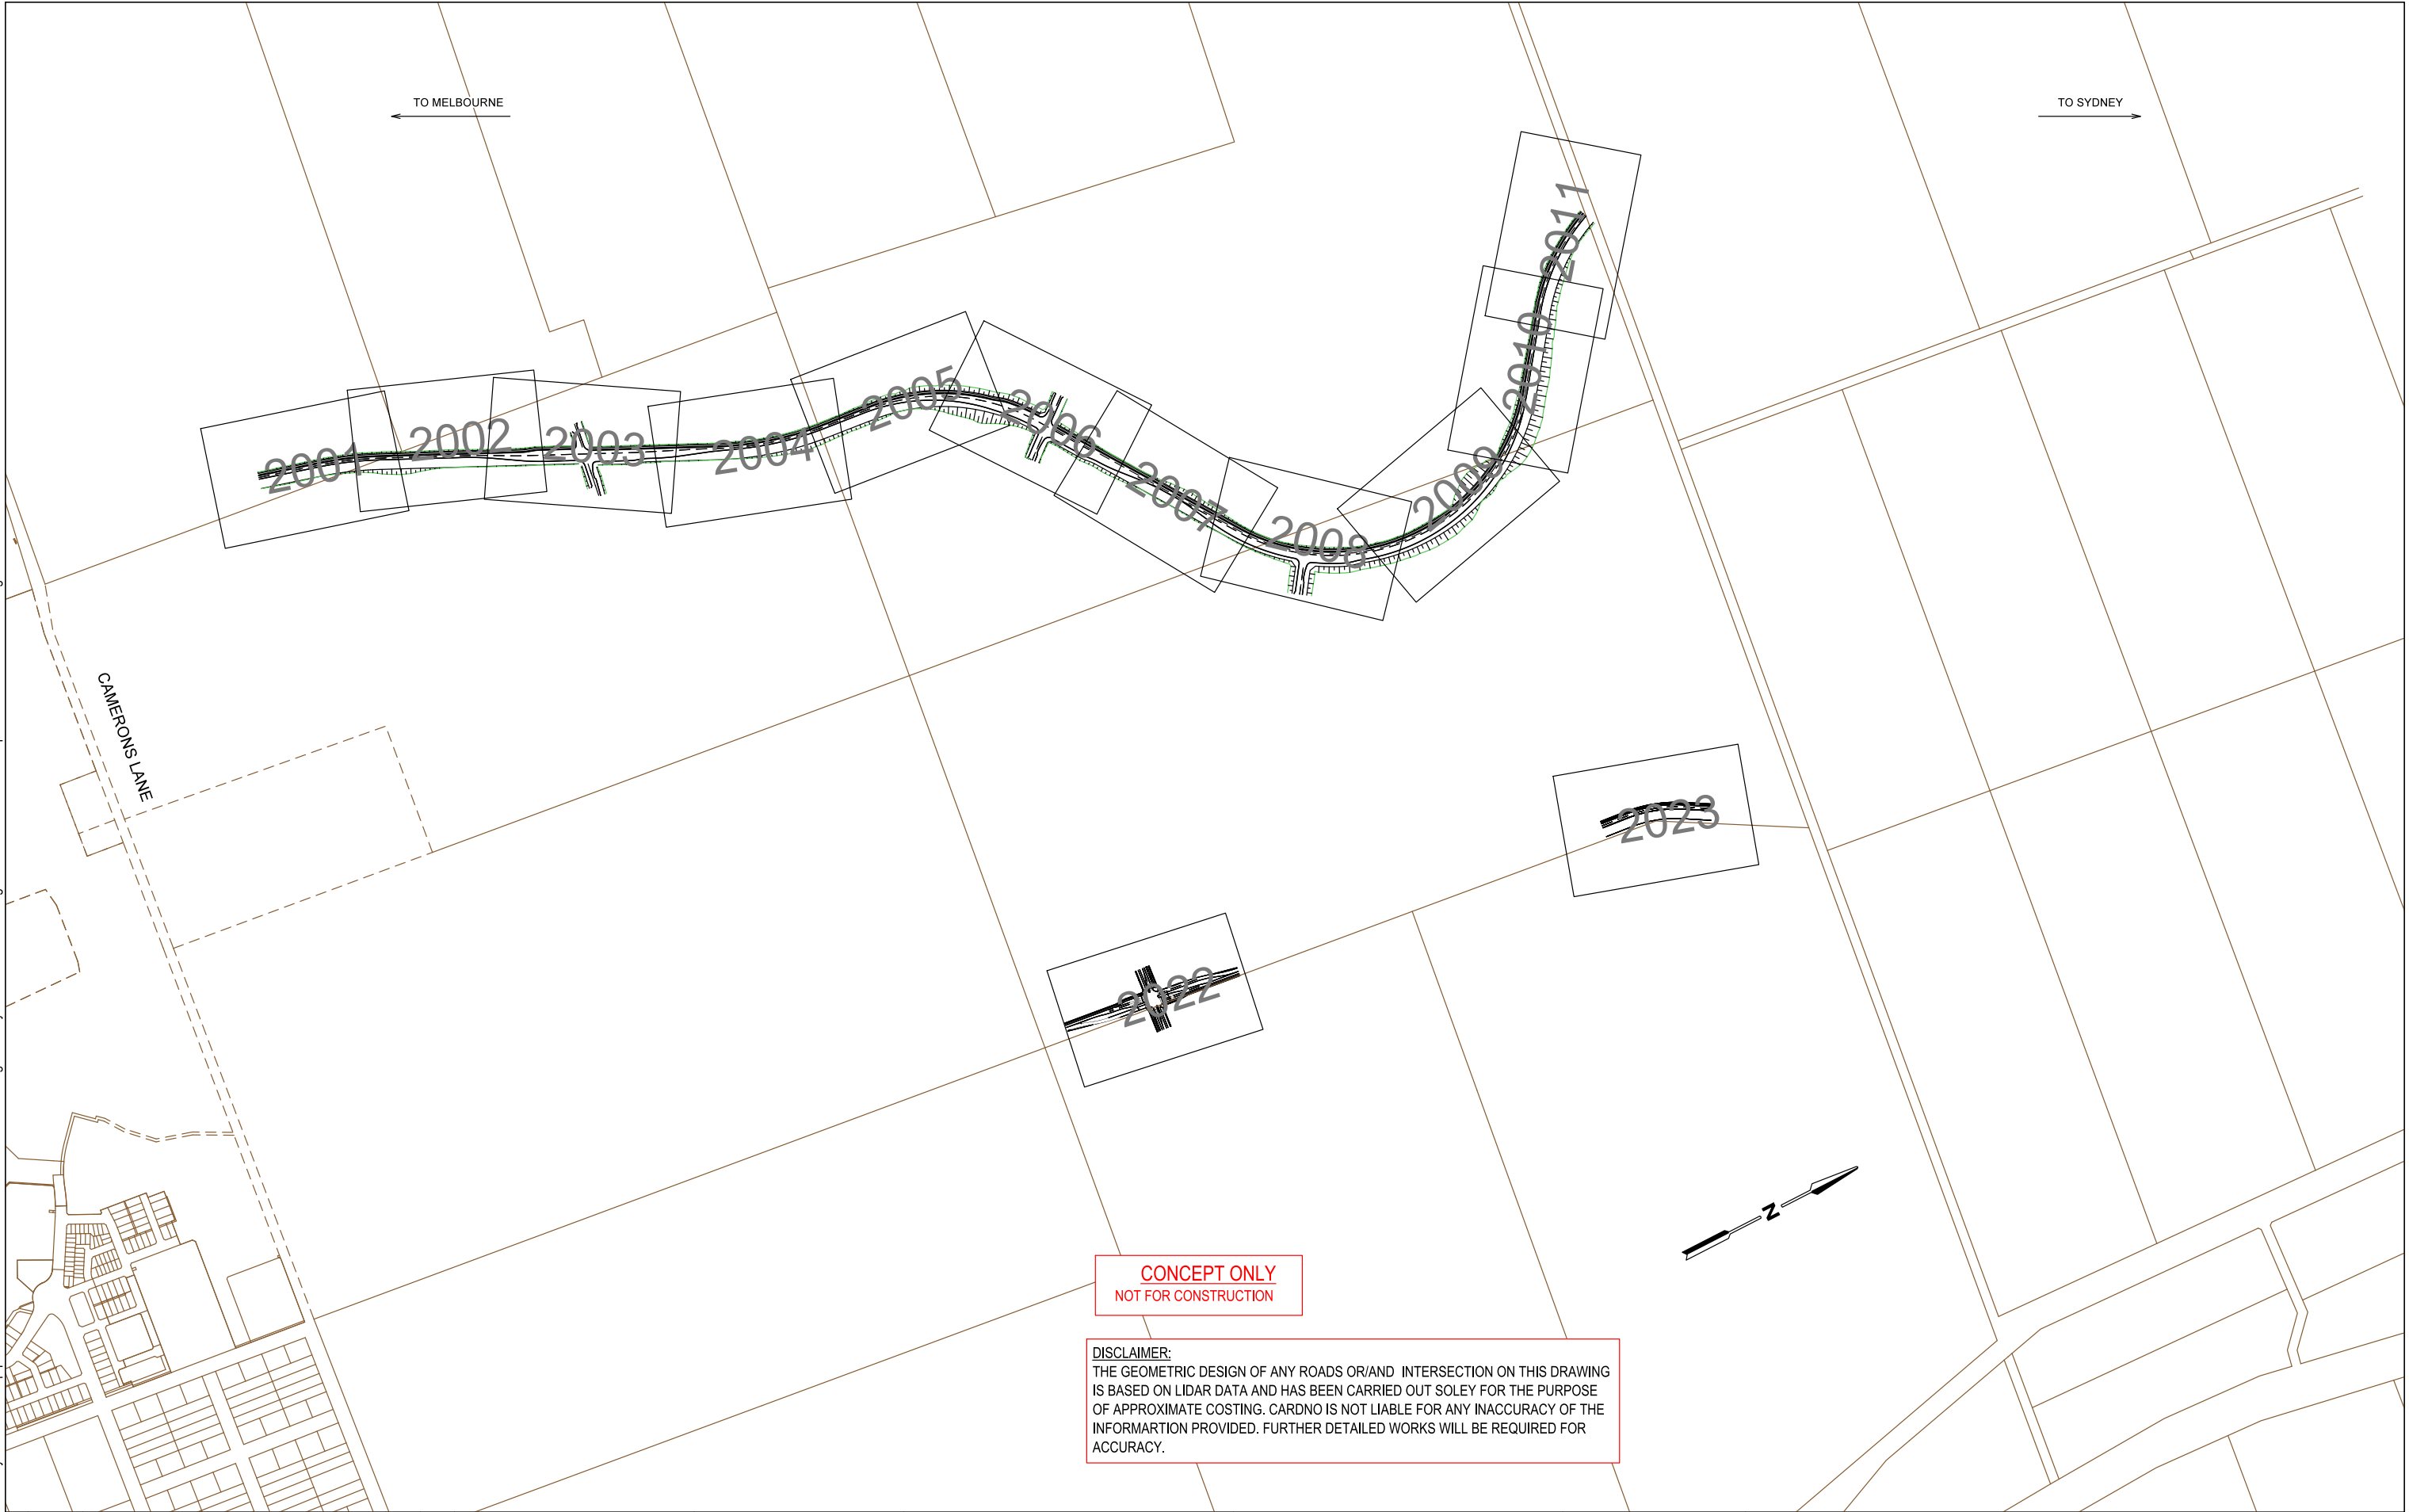 TO MELBOURNE
TO SYDNEY
2011
2010
2005
2006
2001
2002
2003
2004
2007
2008
2009
CAMERONS LANE
2023
2022
N
CONCEPT ONLY
NOT FOR CONSTRUCTION
DISCLAIMER:
THE GEOMETRIC DESIGN OF ANY ROADS OR/AND INTERSECTION ON THIS DRAWING
IS BASED ON LIDAR DATA AND HAS BEEN CARRIED OUT SOLEY FOR THE PURPOSE
OF APPROXIMATE COSTING. CARDNO IS NOT LIABLE FOR ANY INACCURACY OF THE
INFORMARTION PROVIDED. FURTHER DETAILED WORKS WILL BE REQUIRED FOR
ACCURACY.